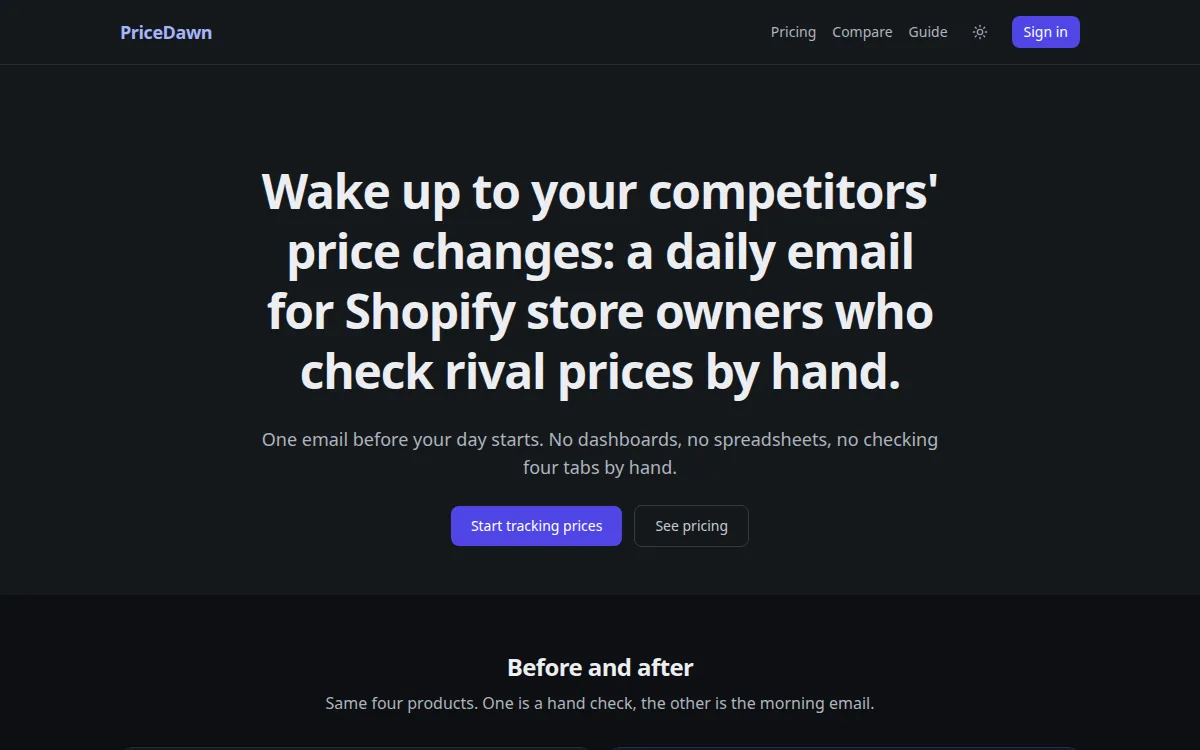 PriceDawn
Pricing
Compare
Guide
Sign in
Wake up to your competitors'
price changes: a daily email
for Shopify store owners who
check rival prices by hand.
One email before your day starts. No dashboards, no spreadsheets, no checking
four tabs by hand.
Start tracking prices
See pricing
Before and after
Same four products. One is a hand check, the other is the morning email.